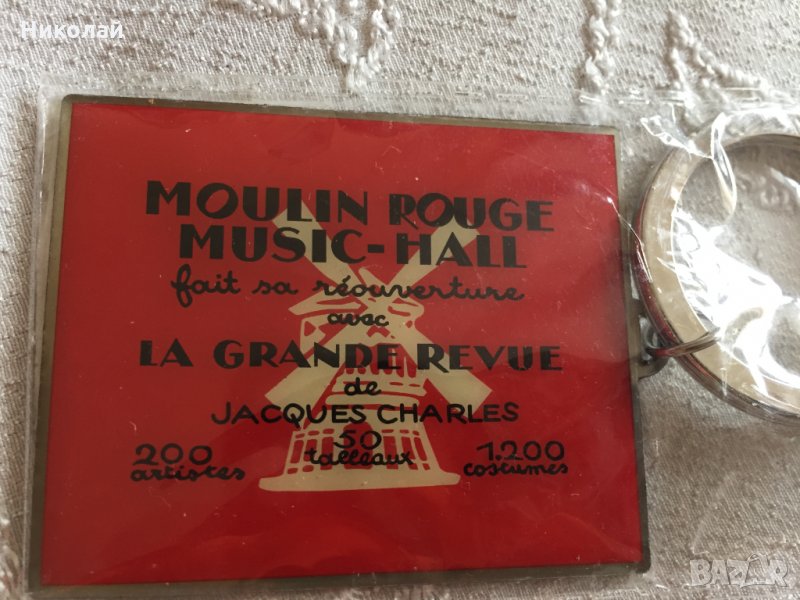 Николай
MOULIN ROUGE
MUSIC-HALL
fait sa réouverture
avec
LA GRANDE REVUE
de
JACQUES CHARLES
200 artistes
50 tableaux
1.200 costumes
BAZAR